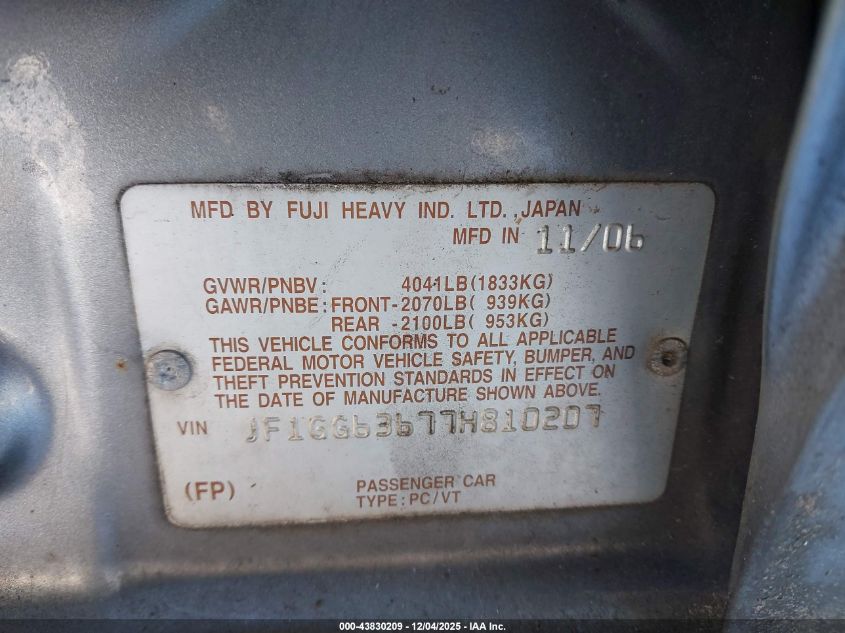 MFD. BY FUJI HEAVY IND. LTD., JAPAN
MFD IN 11/06
GVWR/PNBV: 4041LB(1833KG)
GAWR/PNBE: FRONT-2070LB( 939KG)
REAR -2100LB( 953KG)
THIS VEHICLE CONFORMS TO ALL APPLICABLE
FEDERAL MOTOR VEHICLE SAFETY, BUMPER, AND
THEFT PREVENTION STANDARDS IN EFFECT ON
THE DATE OF MANUFACTURE SHOWN ABOVE.
VIN JF1GG63677H810207
(FP) PASSENGER CAR
TYPE: PC/VT
000-43830209 - 12/04/2025 - IAA Inc.